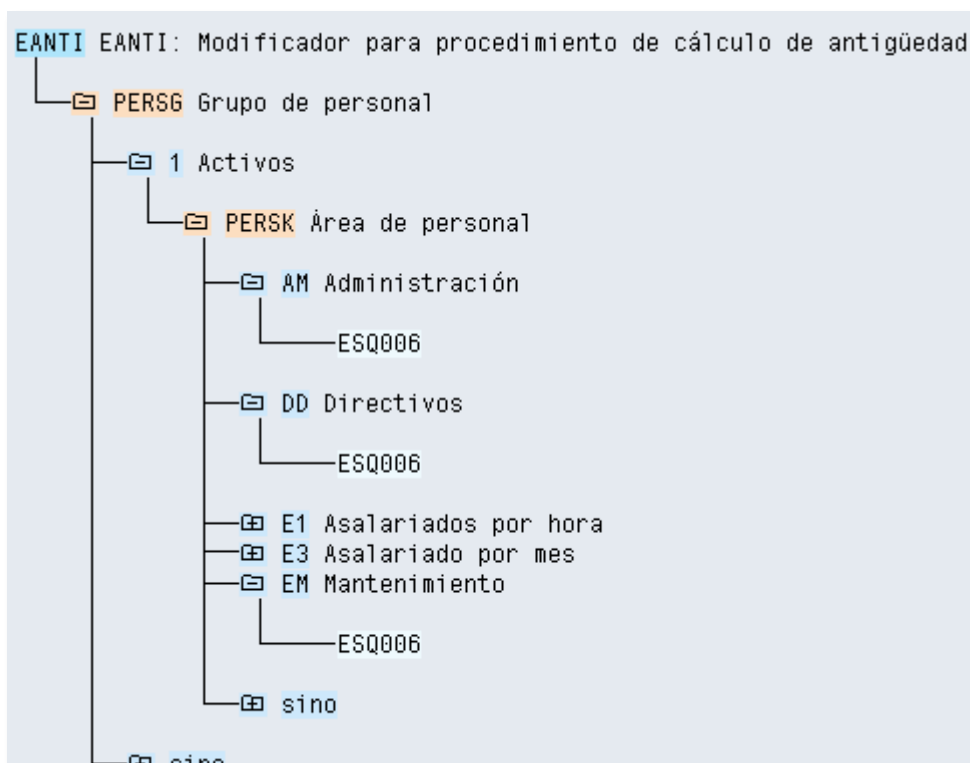 EANTI EANTI: Modificador para procedimiento de cálculo de antigüedad
PERSG Grupo de personal
1 Activos
PERSK Área de personal
AM Administración
ESQ006
DD Directivos
ESQ006
E1 Asalariados por hora
E3 Asalariado por mes
EM Mantenimiento
ESQ006
sino
sino